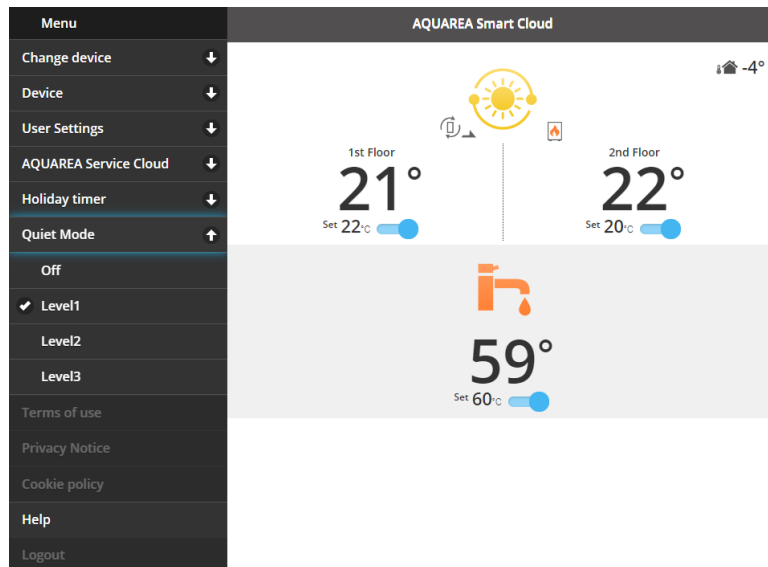 Menu
AQUAREA Smart Cloud
Change device
Device
User Settings
AQUAREA Service Cloud
Holiday timer
Quiet Mode
Off
Level1
Level2
Level3
Terms of use
Privacy Notice
Cookie policy
Help
Logout
-4°
1st Floor
21°
Set 22°C
2nd Floor
22°
Set 20°C
59°
Set 60°C